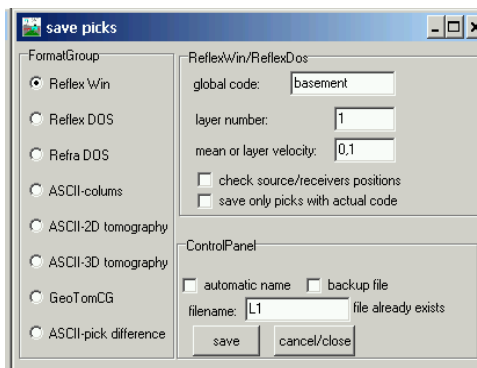 save picks
FormatGroup
Reflex Win
Reflex DOS
Refra DOS
ASCII-colums
ASCII-2D tomography
ASCII-3D tomography
GeoTomCG
ASCII-pick difference
ReflexWin/ReflexDos
global code: basement
layer number: 1
mean or layer velocity: 0,1
check source/receivers positions
save only picks with actual code
ControlPanel
automatic name backup file
filename: L1 file already exists
save cancel/close